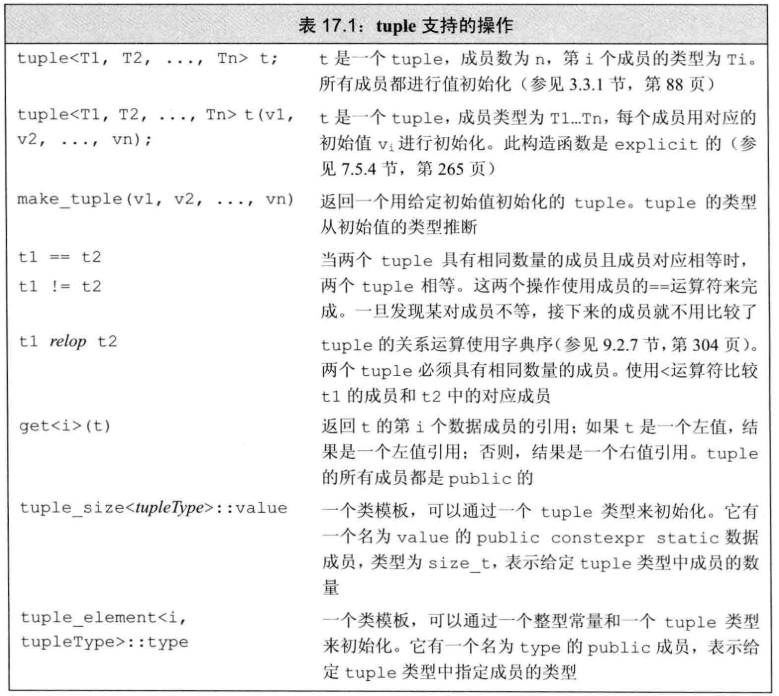 表 17.1：tuple 支持的操作
tuple<T1, T2, ..., Tn> t;
t 是一个 tuple，成员数为 n，第 i 个成员的类型为 Ti。
所有成员都进行值初始化（参见 3.3.1 节，第 88 页）
tuple<T1, T2, ..., Tn> t(v1,
v2, ..., vn);
t 是一个 tuple，成员类型为 T1…Tn，每个成员用对应的
初始值 vi 进行初始化。此构造函数是 explicit 的（参
见 7.5.4 节，第 265 页）
make_tuple(v1, v2, ..., vn)
返回一个用给定初始值初始化的 tuple。tuple 的类型
从初始值的类型推断
t1 == t2
t1 != t2
当两个 tuple 具有相同数量的成员且成员对应相等时，
两个 tuple 相等。这两个操作使用成员的==运算符来完
成。一旦发现某对成员不等，接下来的成员就不用比较了
t1 relop t2
tuple 的关系运算使用字典序（参见 9.2.7 节，第 304 页）。
两个 tuple 必须具有相同数量的成员。使用<运算符比较
t1 的成员和 t2 中的对应成员
get<i>(t)
返回 t 的第 i 个数据成员的引用；如果 t 是一个左值，结
果是一个左值引用；否则，结果是一个右值引用。tuple
的所有成员都是 public 的
tuple_size<tupleType>::value
一个类模板，可以通过一个 tuple 类型来初始化。它有
一个名为 value 的 public constexpr static 数据
成员，类型为 size_t，表示给定 tuple 类型中成员的数
量
tuple_element<i,
tupleType>::type
一个类模板，可以通过一个整型常量和一个 tuple 类型
来初始化。它有一个名为 type 的 public 成员，表示给
定 tuple 类型中指定成员的类型